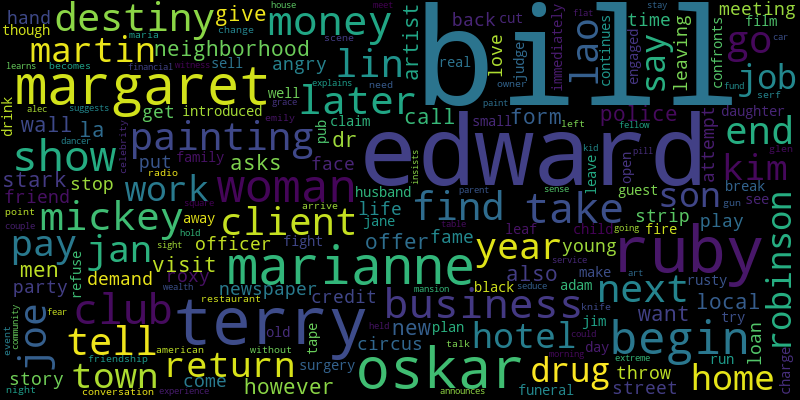 hand destiny give money artist back cut time meeting
though house set film
maria change love real bill go
martin neighborhood angry lin lao say leaving continues confronts
learns becomes financial witness sell immediately engaged job
margaret explains need later judge owner fund serf
suggests well grace paint police daughter
drink alec get introduced call small form
wall la claim emily dr pub edward attempt end
dancer painting left fellow kim
show celebrity put family asks face kid open pill glen
stark stop radio husband insists find take son guest break see
friend work woman life sense parent strip play gun
mickey point away client jane leaf child fire robinson
couple officer fight offer fame year young going
pay jan visit arrive marianne also ruby
refuse men demand foxy sight table service make art
party newspaper black adam next rusty local
wealth mansion seduce knife want try
joe club restaurant credit business
event community tell terry old tape new plan hotel jim begin loan
fear friendship american without circus talk could day run charge
town return oskar drug throw home
story come however surgery morning street
night conversation experience announces funeral extreme